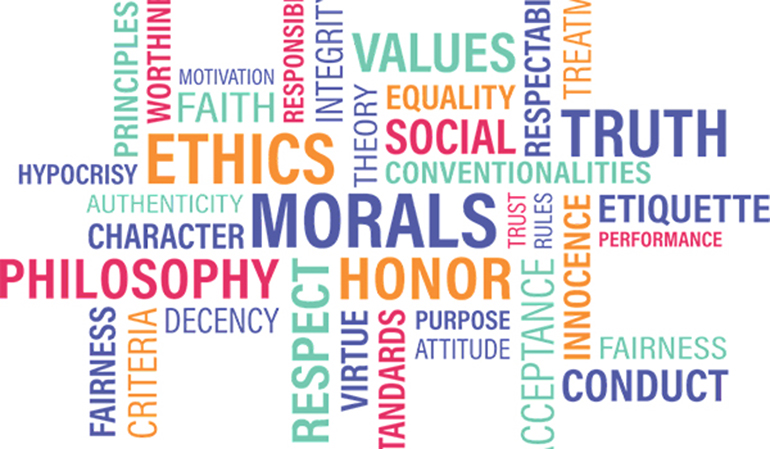 PRINCIPLES
WORTHINE
MOTIVATION
FAITH
RESPONSIBI
INTEGRITY
VALUES
EQUALITY
SOCIAL
RESPECTABI
TREATM
TRUTH
HYPOCRISY
ETHICS
THEORY
CONVENTIONALITIES
AUTHENTICITY
CHARACTER
MORALS
TRUST
RULES
INNOCENCE
ETIQUETTE
PERFORMANCE
PHILOSOPHY
RESPECT
HONOR
ACCEPTANCE
FAIRNESS
CRITERIA
DECENCY
VIRTUE
TANDARDS
PURPOSE
ATTITUDE
FAIRNESS
CONDUCT